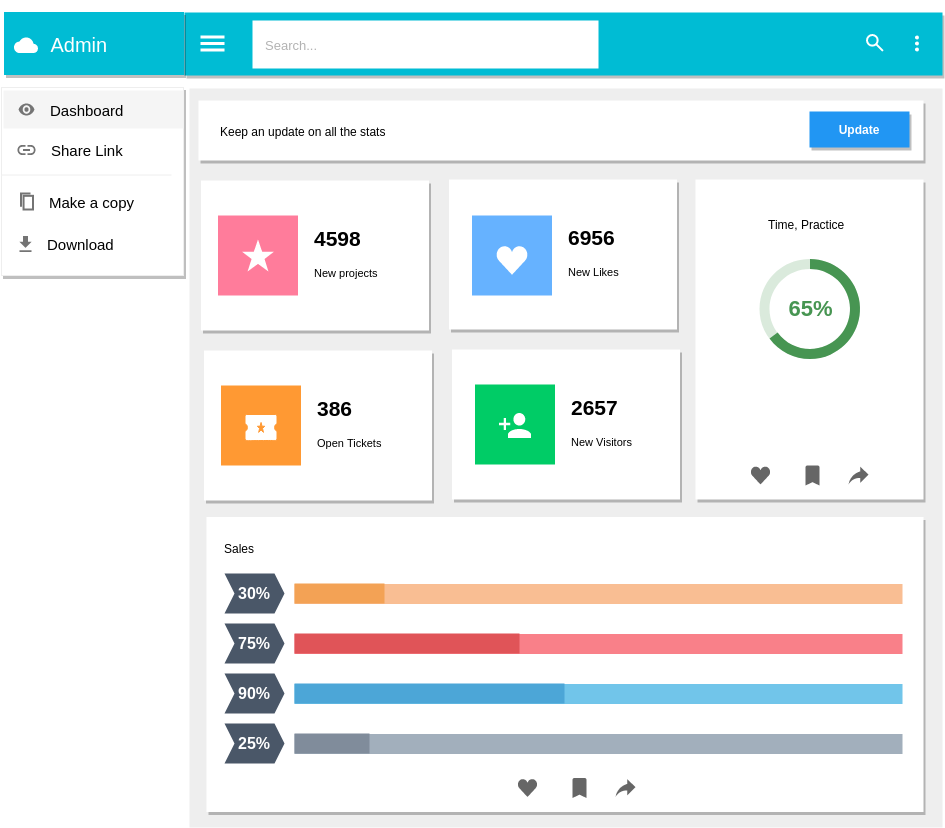 Admin
Search...
Dashboard
Share Link
Make a copy
Download
Keep an update on all the stats
Update
4598
New projects
6956
New Likes
Time, Practice
65%
386
Open Tickets
2657
New Visitors
Sales
30%
75%
90%
25%